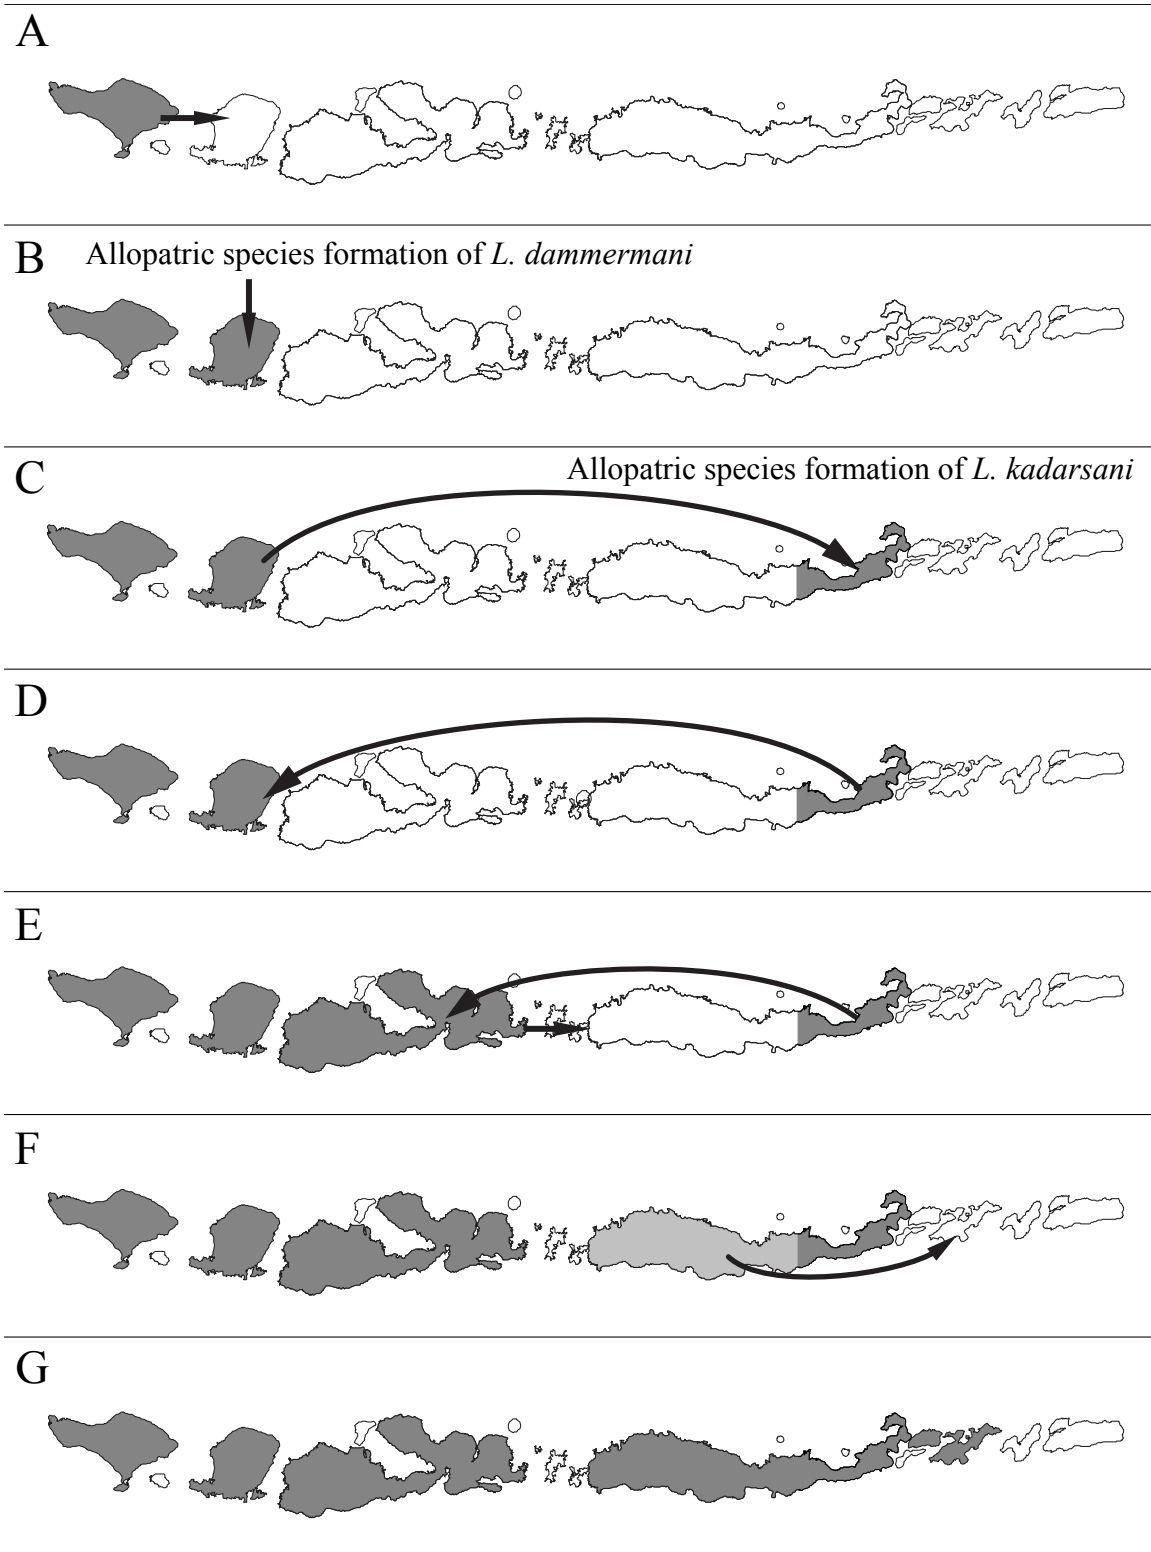 A
B
Allopatric species formation of L. dammermani
C
Allopatric species formation of L. kadarsani
D
E
F
G